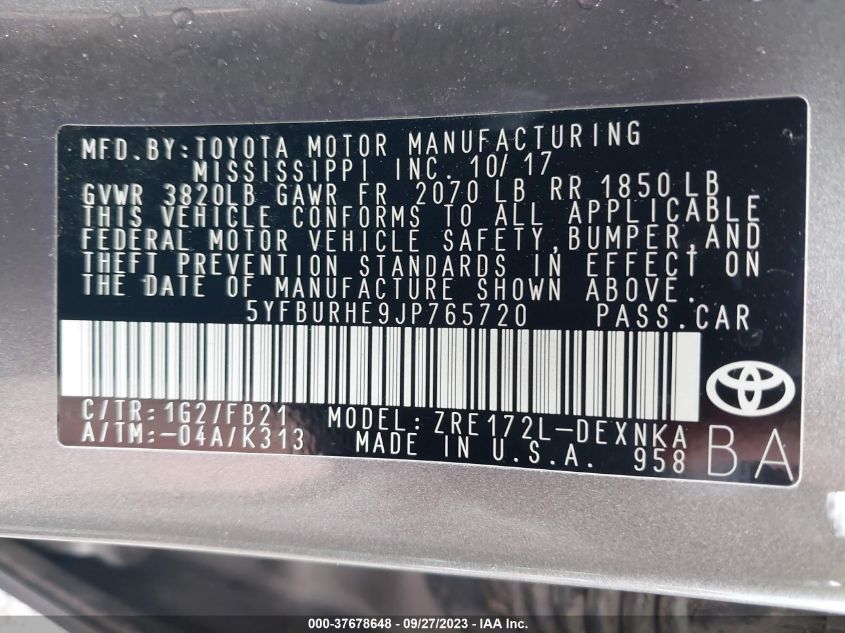 MFD.BY:TOYOTA MOTOR MANUFACTURING
MISSISSIPPI INC. 10/17
GVWR 3820LB GAWR FR 2070 LB RR 1850 LB
THIS VEHICLE CONFORMS TO ALL APPLICABLE
FEDERAL MOTOR VEHICLE SAFETY,BUMPER,AND
THEFT PREVENTION STANDARDS IN EFFECT ON
THE DATE OF MANUFACTURE SHOWN ABOVE.
5YFBURHE9JP765720 PASS.CAR
C/TR:1G2/FB21 MODEL:ZRE172L-DEXNKA
A/TM:-04A/K313 MADE IN U.S.A. 958 BA
000-37678648 - 09/27/2023 - IAA Inc.